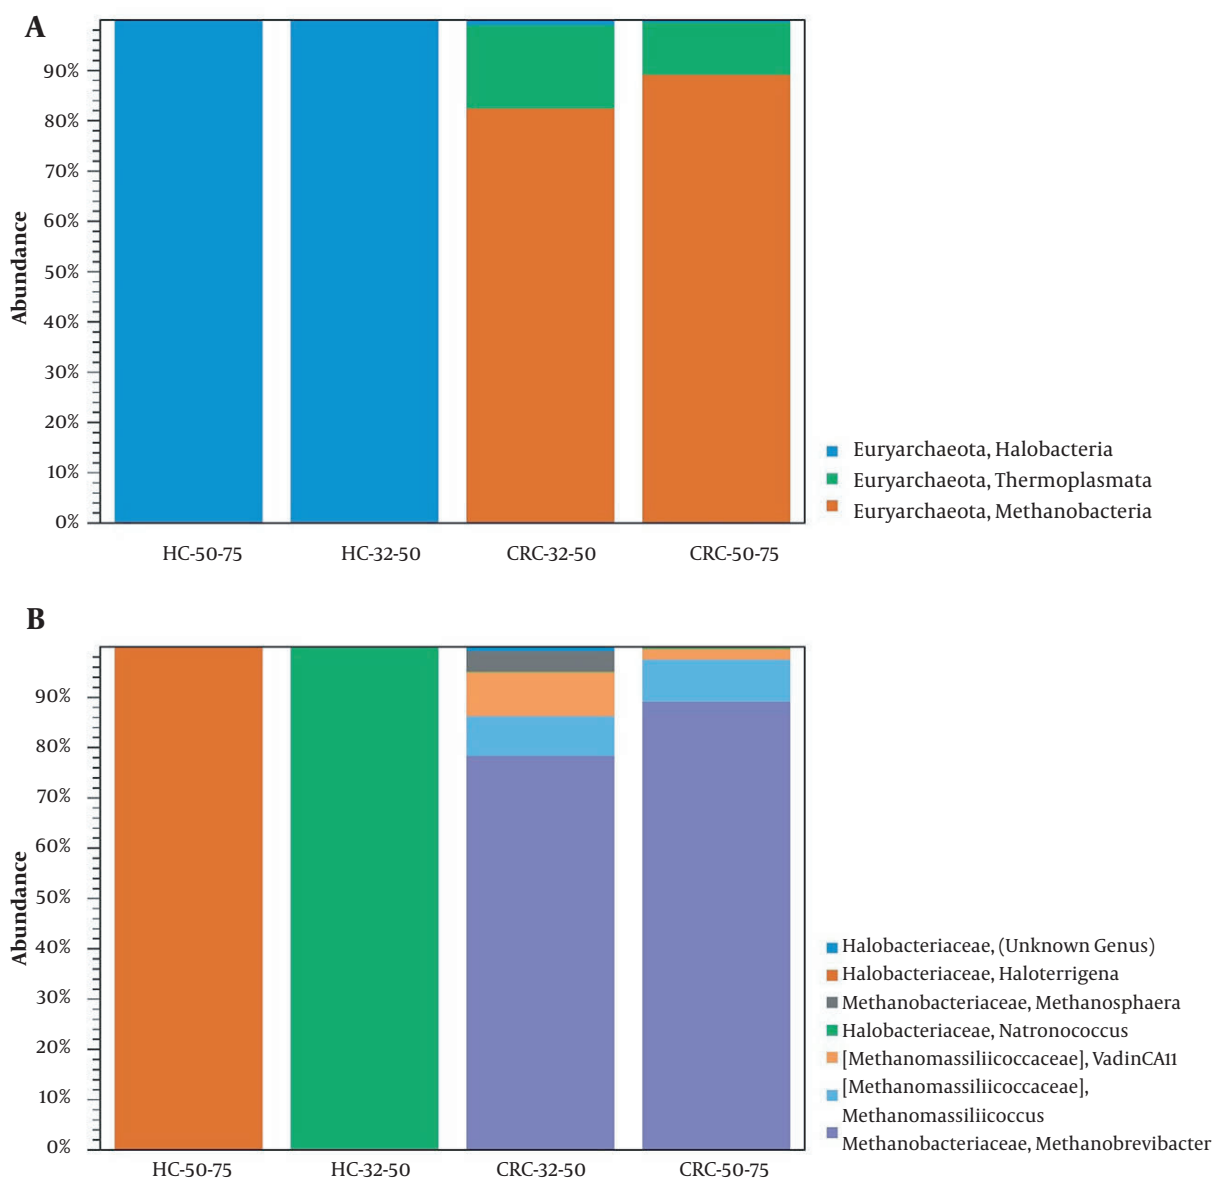 A
90%
80%
70%
60%
50%
40%
30%
20%
10%
0%
Abundance
HC-50-75
HC-32-50
CRC-32-50
CRC-50-75
Euryarchaeota, Halobacteria
Euryarchaeota, Thermoplasmata
Euryarchaeota, Methanobacteria
B
90%
80%
70%
60%
50%
40%
30%
20%
10%
0%
Abundance
HC-50-75
HC-32-50
CRC-32-50
CRC-50-75
Halobacteriaceae, (Unknown Genus)
Halobacteriaceae, Haloterrigena
Methanobacteriaceae, Methanosphaera
Halobacteriaceae, Natronococcus
[Methanomassiliicoccaceae], VadinCA11
[Methanomassiliicoccaceae],
Methanomassiliicoccus
Methanobacteriaceae, Methanobrevibacter